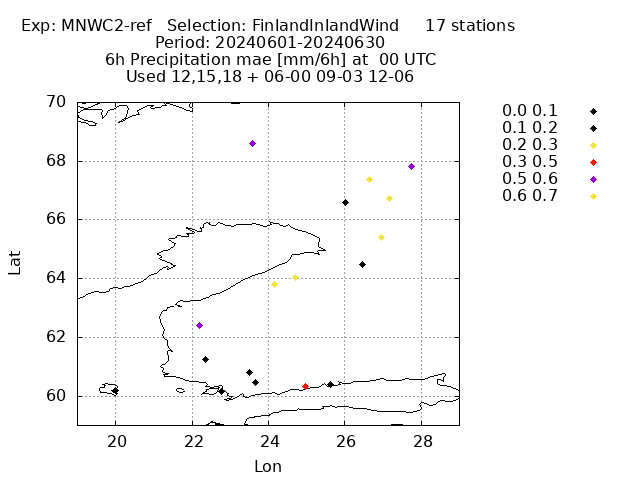 Exp: MNWC2-ref   Selection: FinlandInlandWind     17 stations
Period: 20240601-20240630
6h Precipitation mae [mm/6h] at  00 UTC
Used 12,15,18 + 06-00 09-03 12-06
0.0 0.1
0.1 0.2
0.2 0.3
0.3 0.5
0.5 0.6
0.6 0.7
70
68
66
64
62
60
Lat
20 22 24 26 28
Lon